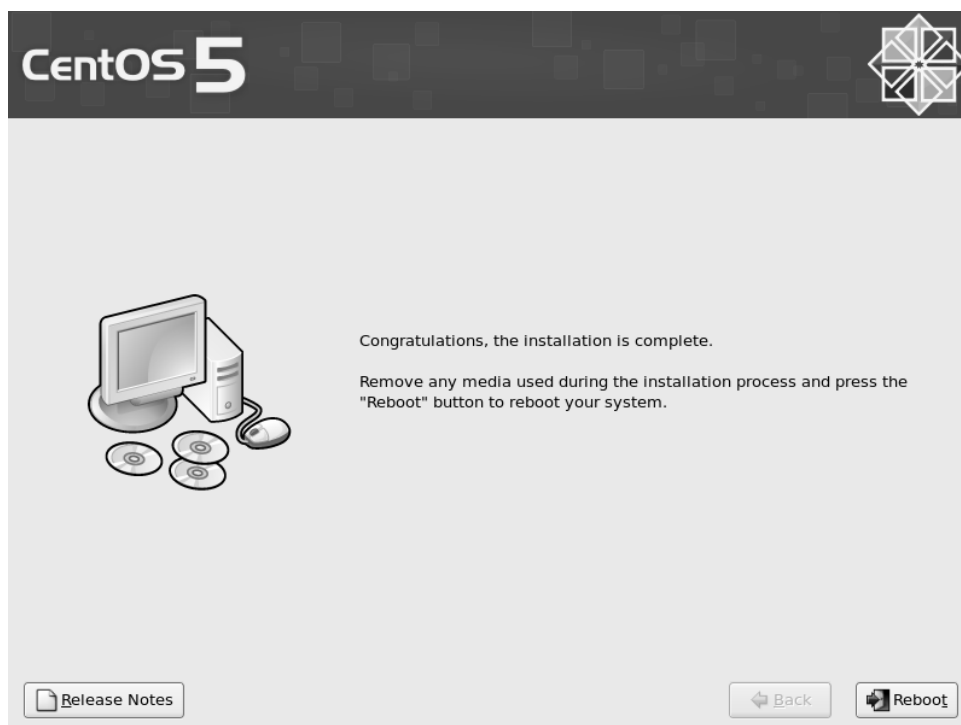 CentOS 5
Congratulations, the installation is complete.
Remove any media used during the installation process and press the
"Reboot" button to reboot your system.
Release Notes
Back
Reboot